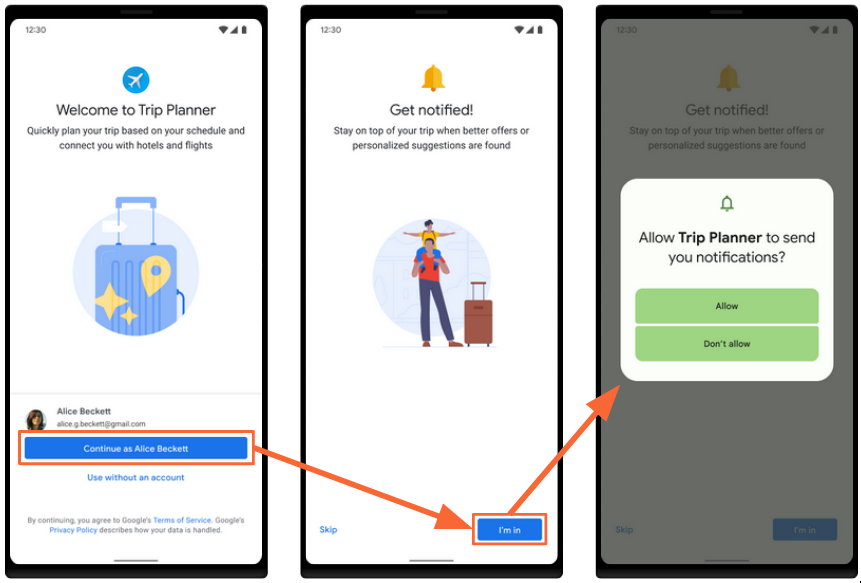 12:30
Welcome to Trip Planner
Quickly plan your trip based on your schedule and
connect you with hotels and flights
Alice Beckett
alice.g.beckett@gmail.com
Continue as Alice Beckett
Use without an account
By continuing, you agree to Google's Terms of Service. Google's
Privacy Policy describes how your data is handled.
12:30
Get notified!
Stay on top of your trip when better offers or
personalized suggestions are found
Skip
I'm in
12:30
Get notified!
Stay on top of your trip when better offers or
personalized suggestions are found
Allow Trip Planner to send
you notifications?
Allow
Don't allow
Skip
I'm in